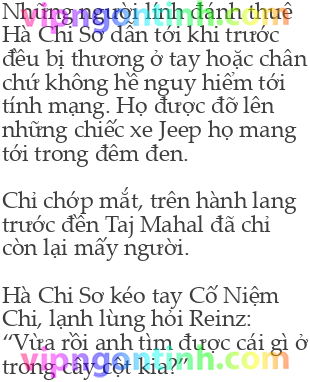 Những người lính đánh thuê
Hà Chi Sơ dẫn tới khi trước
đều bị thương ở tay hoặc chân
chứ không hề nguy hiểm tới
tính mạng. Họ được đỡ lên
những chiếc xe Jeep họ mang
tới trong đêm đen.
Chỉ chớp mắt, trên hành lang
trước đền Taj Mahal đã chỉ
còn lại mấy người.
Hà Chi Sơ kéo tay Cố Niệm
Chi, lạnh lùng hỏi Reinz:
“Vừa rồi anh tìm được cái gì ở
trong cây cột kia?”
vipngontinh.com
vipngontinh.com